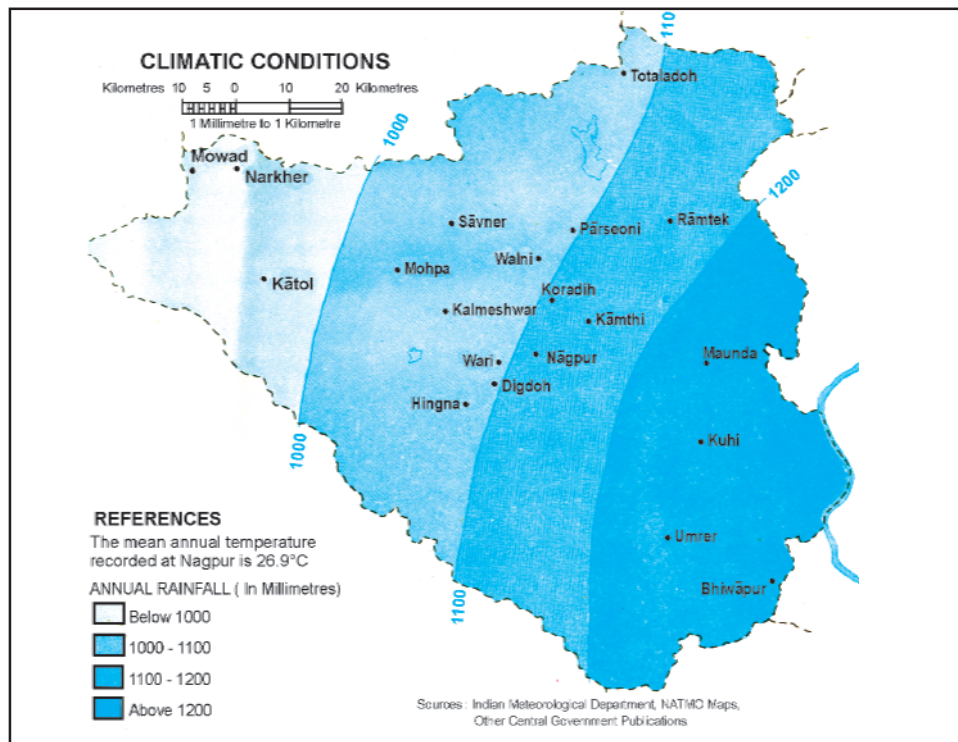 CLIMATIC CONDITIONS
Kilometres 10 5 0 10 20 Kilometres
1 Millimetre to 1 Kilometre
110
1000
1200
Totaladoh
Mowad
Narkher
Sāvner
Pārseoni
Rāmtek
Walni
Mohpa
Kātol
Koradih
Kalmeshwar
Kāmthi
Nāgpur
Wari
Maunda
Digdoh
Hingna
Kuhi
1000
Umrer
Bhiwāpur
1100
REFERENCES
The mean annual temperature
recorded at Nagpur is 26.9°C
ANNUAL RAINFALL ( In Millimetres)
Below 1000
1000 - 1100
1100 - 1200
Above 1200
Sources : Indian Meteorological Department, NATMO Maps,
Other Central Government Publications